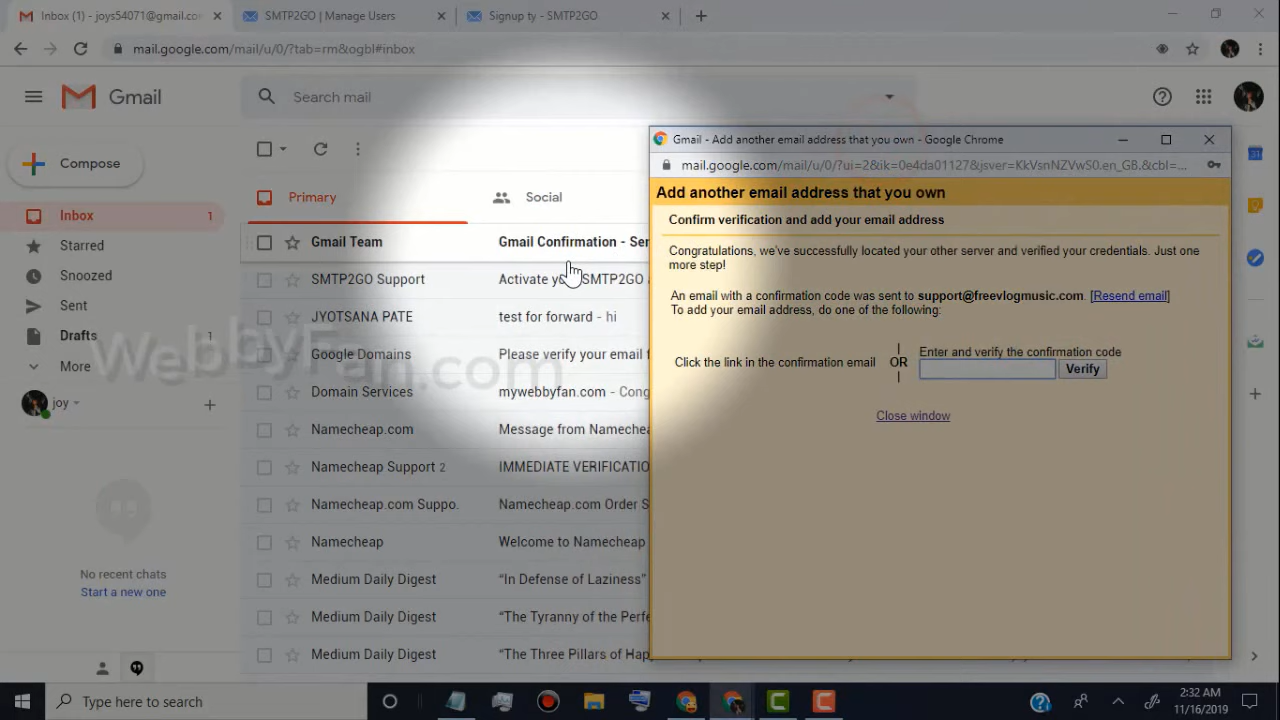 Inbox (1) - joys54071@gmail.con
SMTP2GO | Manage Users
Signup ty - SMTP2GO
mail.google.com/mail/u/0/?tab=rm&ogbl#inbox
Gmail
Search mail
Compose
Primary
Social
Inbox 1
Starred
Snoozed
Sent
Drafts 1
More
joy
No recent chats
Start a new one
Gmail Team Gmail Confirmation - Ser
SMTP2GO Support Activate SMTP2GO
JYOTSANA PATE test for forward - hi
Google Domains Please verify your email f
Domain Services mywebbyfan.com - Cong
Namecheap.com Message from Namechea
Namecheap Support 2 IMMEDIATE VERIFICATIO
Namecheap.com Suppo. Namecheap.com Order S
Namecheap Welcome to Namecheap
Medium Daily Digest “In Defense of Laziness”
Medium Daily Digest “The Tyranny of the Perfe
Medium Daily Digest “The Three Pillars of Hap
WebbyFan.com
Gmail - Add another email address that you own - Google Chrome
mail.google.com/mail/u/0/?ui=2&ik=0e4da01127&jsver=KkVsnNZVwS0.en_GB.&cbl=...
Add another email address that you own
Confirm verification and add your email address
Congratulations, we've successfully located your other server and verified your credentials. Just one
more step!
An email with a confirmation code was sent to support@freevlogmusic.com. [Resend email]
To add your email address, do one of the following:
Click the link in the confirmation email
OR
Enter and verify the confirmation code
Verify
Close window
Type here to search
2:32 AM
11/16/2019